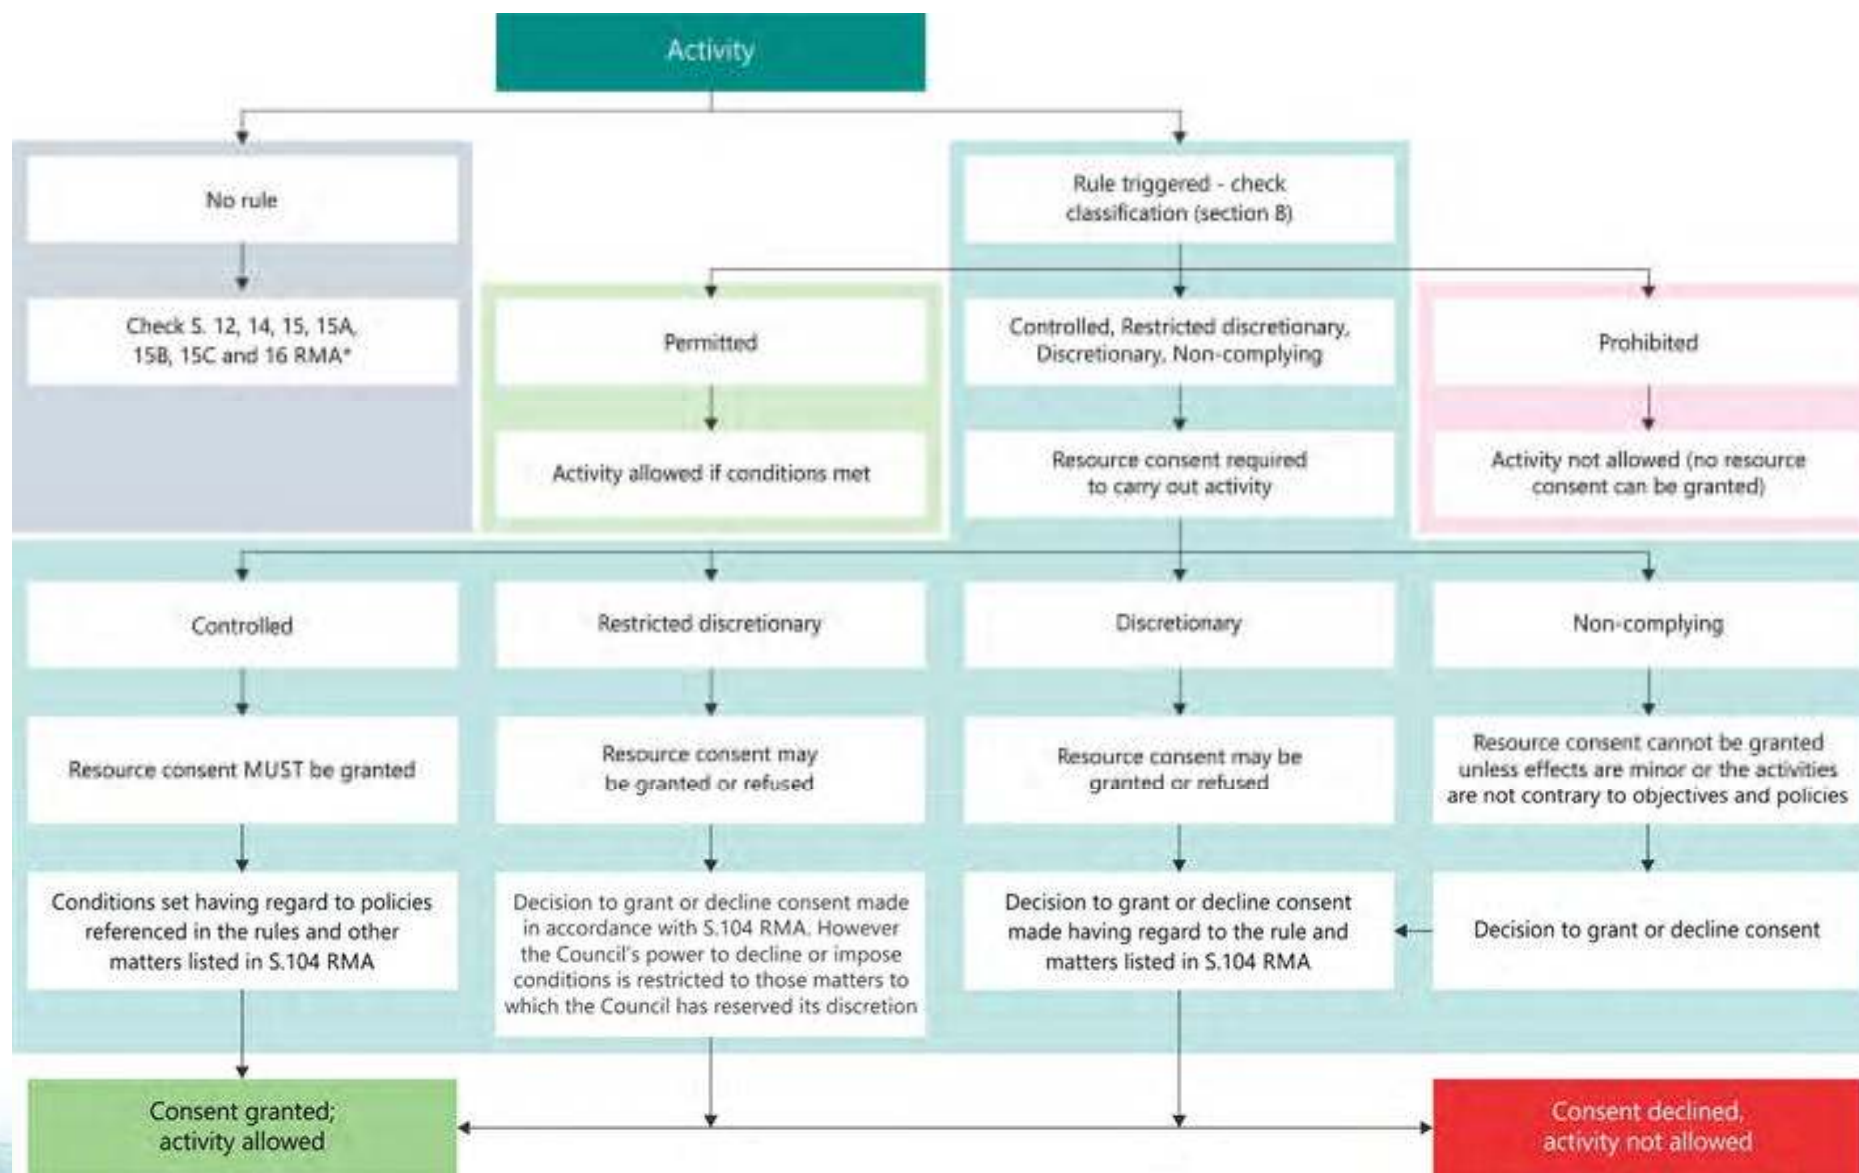 Activity
No rule
Rule triggered - check
classification (section 8)
Check S. 12, 14, 15, 15A,
15B, 15C and 16 RMA*
Permitted
Controlled, Restricted discretionary,
Discretionary, Non-complying
Prohibited
Activity allowed if conditions met
Resource consent required
to carry out activity
Activity not allowed (no resource
consent can be granted)
Controlled
Restricted discretionary
Discretionary
Non-complying
Resource consent MUST be granted
Resource consent may
be granted or refused
Resource consent may be
granted or refused
Resource consent cannot be granted
unless effects are minor or the activities
are not contrary to objectives and policies
Conditions set having regard to policies
referenced in the rules and other
matters listed in S.104 RMA
Decision to grant or decline consent made
in accordance with S.104 RMA. However
the Council's power to decline or impose
conditions is restricted to those matters to
which the Council has reserved its discretion
Decision to grant or decline consent
made having regard to the rule and
matters listed in S.104 RMA
Decision to grant or decline consent
Consent granted;
activity allowed
Consent declined,
activity not allowed